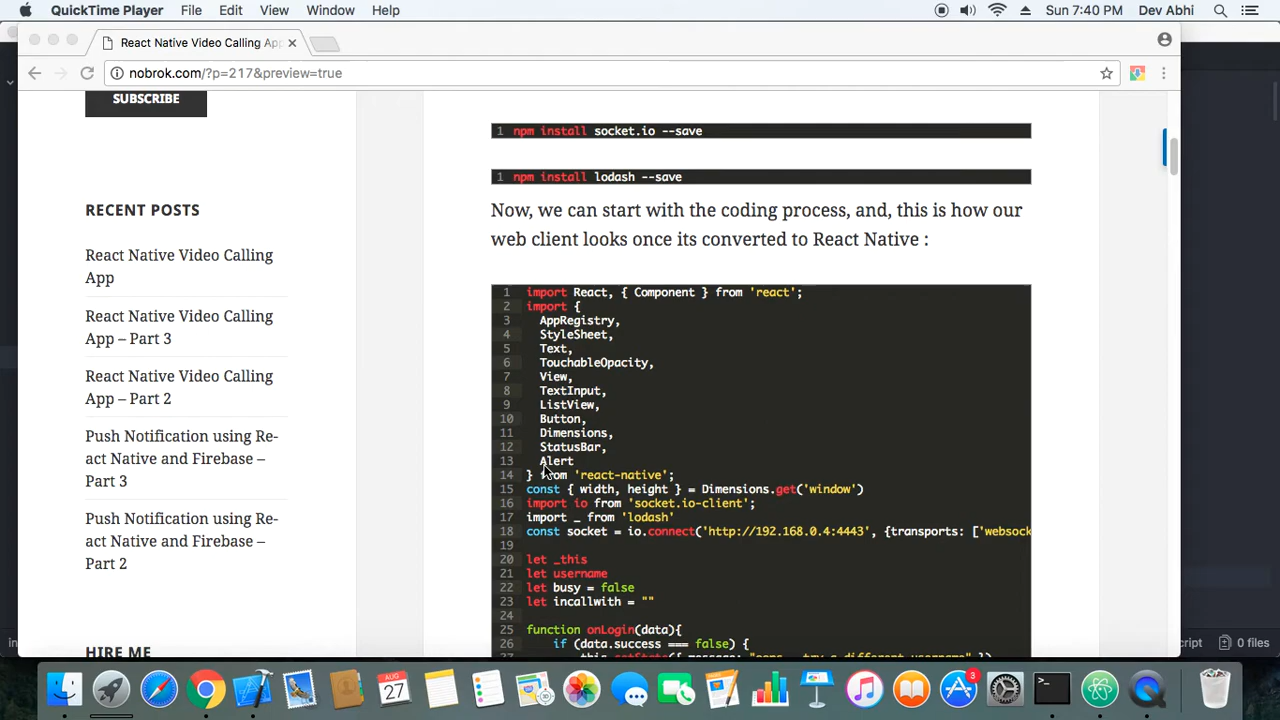 QuickTime Player File Edit View Window Help Sun 7:40 PM Dev Abhi
React Native Video Calling App
nobrok.com/?p=217&preview=true
SUBSCRIBE
RECENT POSTS
React Native Video Calling
App
React Native Video Calling
App – Part 3
React Native Video Calling
App – Part 2
Push Notification using Re-
act Native and Firebase –
Part 3
Push Notification using Re-
act Native and Firebase –
Part 2
HIRE ME
1 npm install socket.io --save
1 npm install lodash --save
Now, we can start with the coding process, and, this is how our
web client looks once its converted to React Native :
1 import React, { Component } from 'react';
2 import {
3 AppRegistry,
4 StyleSheet,
5 Text,
6 TouchableOpacity,
7 View,
8 TextInput,
9 ListView,
10 Button,
11 Dimensions,
12 StatusBar,
13 Alert
14 } from 'react-native';
15 const { width, height } = Dimensions.get('window')
16 import io from 'socket.io-client';
17 import _ from 'lodash'
18 const socket = io.connect('http://192.168.0.4:4443', {transports: ['websock
19
20 let _this
21 let username
22 let busy = false
23 let incallwith = ""
24
25 function onLogin(data){
26 if (data.success === false) {
in
script 0 files
AUG
27
3